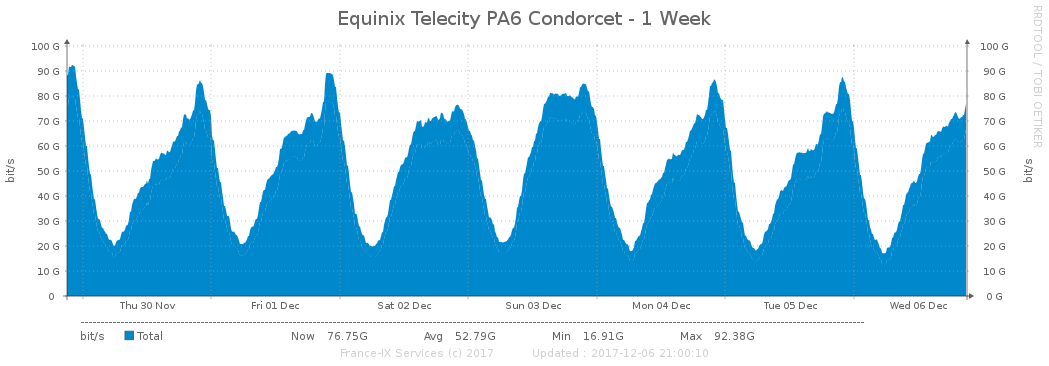 Equinix Telecity PA6 Condorcet - 1 Week
RRDTOOL / TOBI OETIKER
bit/s
100 G
90 G
80 G
70 G
60 G
50 G
40 G
30 G
20 G
10 G
0
100 G
90 G
80 G
70 G
60 G
50 G
40 G
30 G
20 G
10 G
0 G
bit/s
Thu 30 Nov Fri 01 Dec Sat 02 Dec Sun 03 Dec Mon 04 Dec Tue 05 Dec Wed 06 Dec
bit/s Total Now 76.75G Avg 52.79G Min 16.91G Max 92.38G
France-IX Services (c) 2017 Updated : 2017-12-06 21:00:10